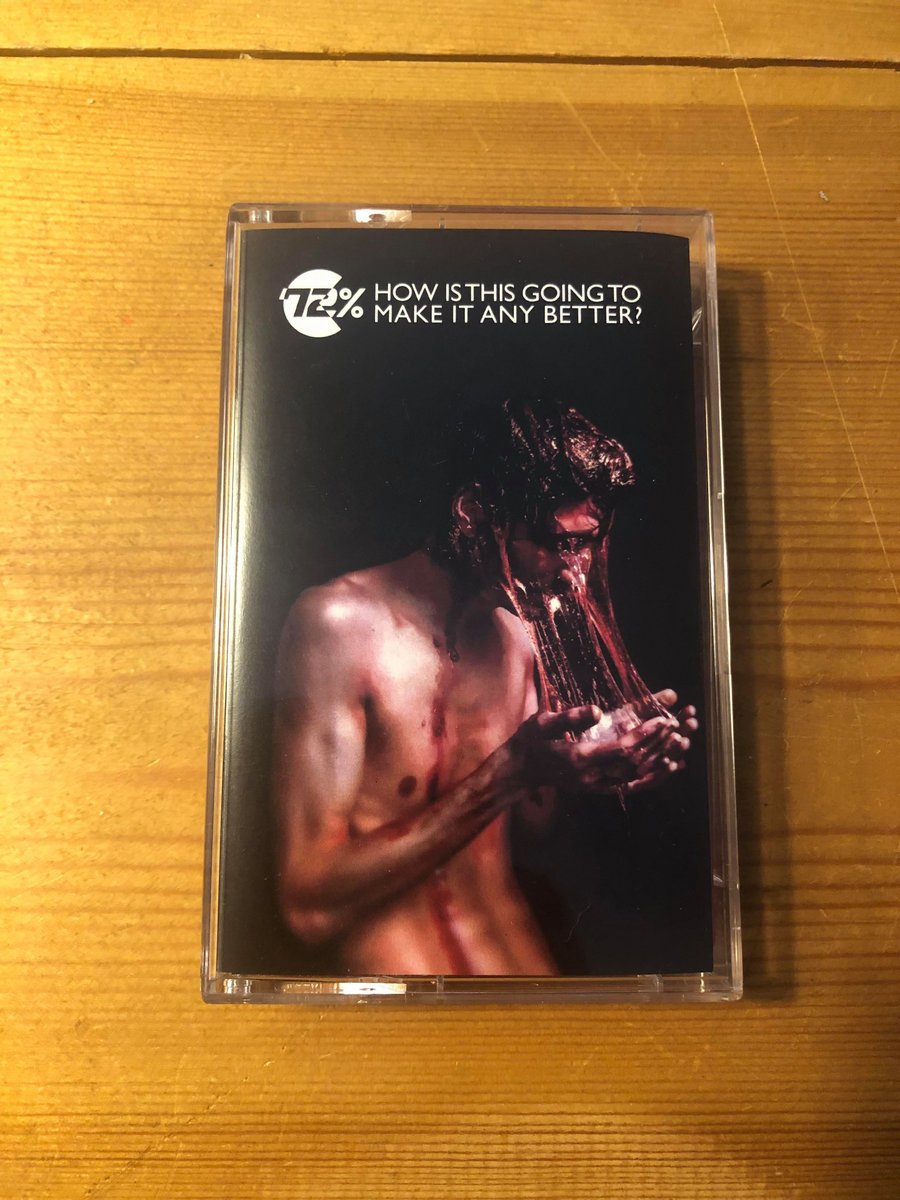 '72%
HOW IS THIS GOING TO
MAKE IT ANY BETTER?